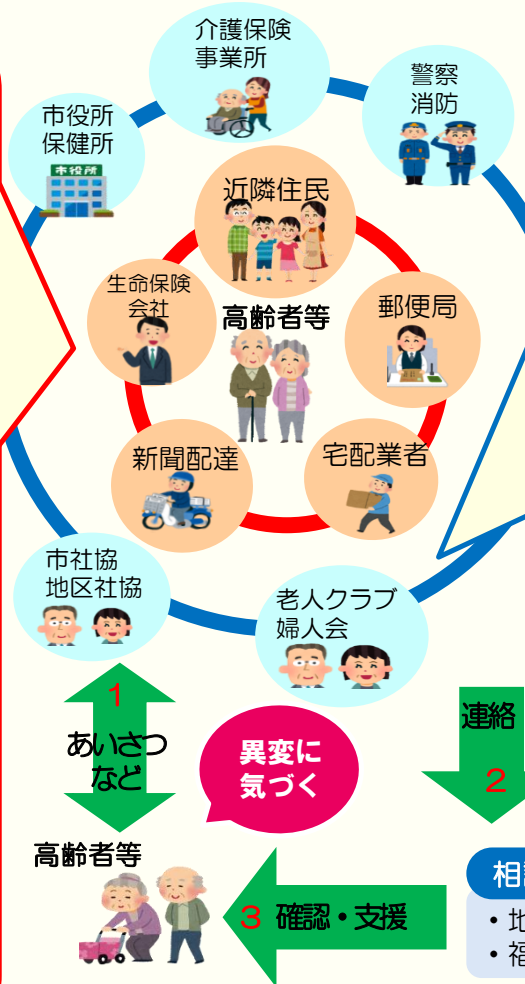 介護保険
事業所
警察
消防
市役所
保健所
市役所
近隣住民
生命保険
会社
高齢者等
郵便局
新聞配達
宅配業者
市社協
地区社協
老人クラブ
婦人会
1
あいさつ
など
異変に
気づく
連絡
2
高齢者等
3 確認・支援
相
・地
・福